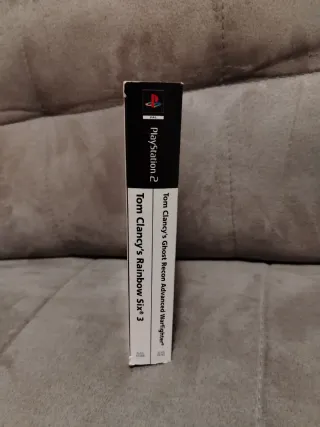 PlayStation 2
Tom Clancy's Ghost Recon Advanced Warfighter®
Tom Clancy's Rainbow Six® 3